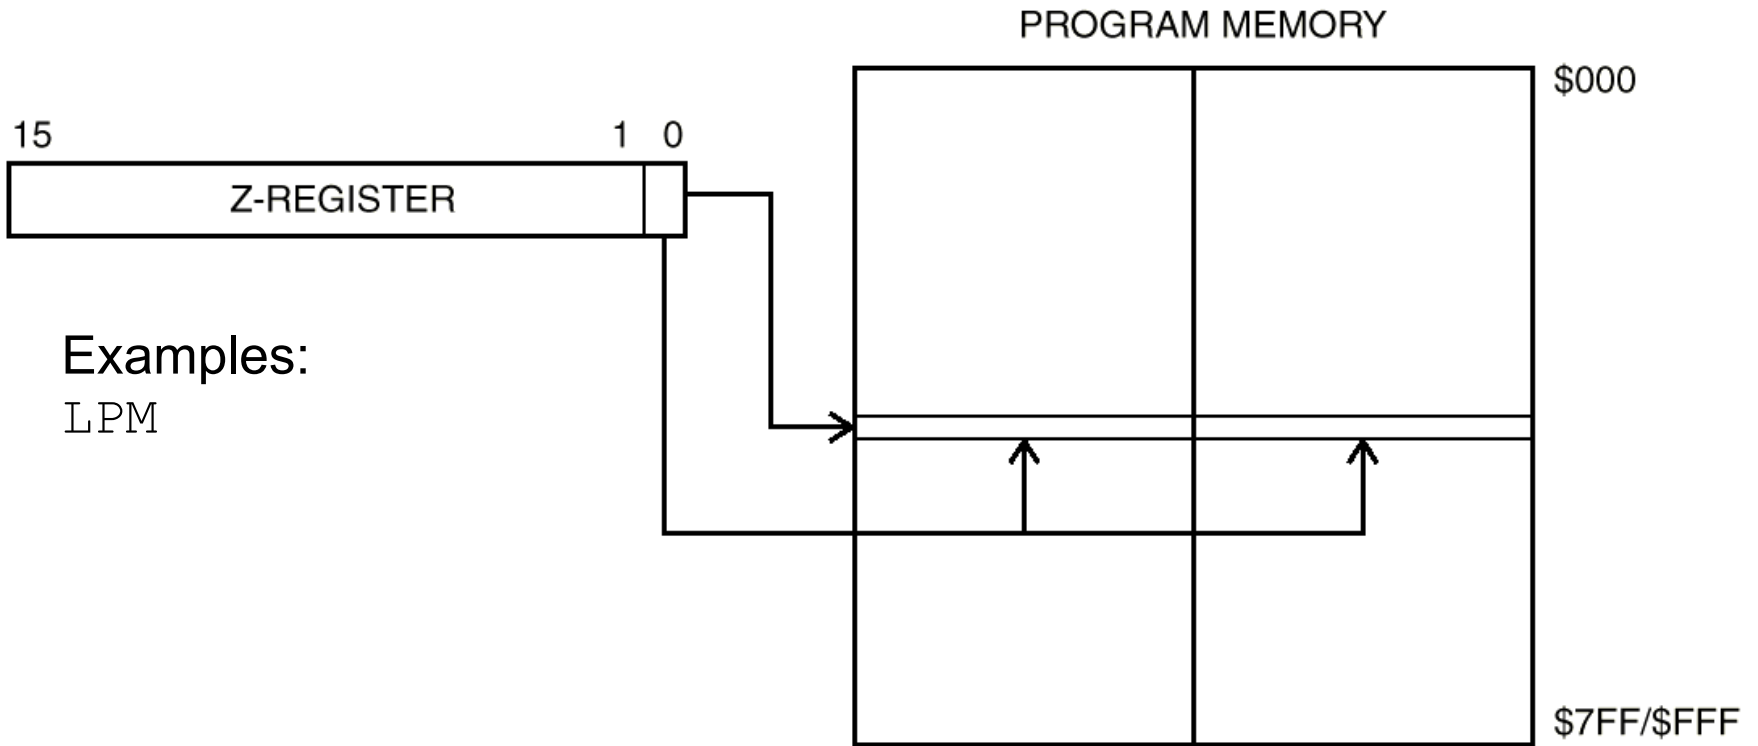 PROGRAM MEMORY
$000
15 1 0
Z-REGISTER
Examples:
LPM
$7FF/$FFF